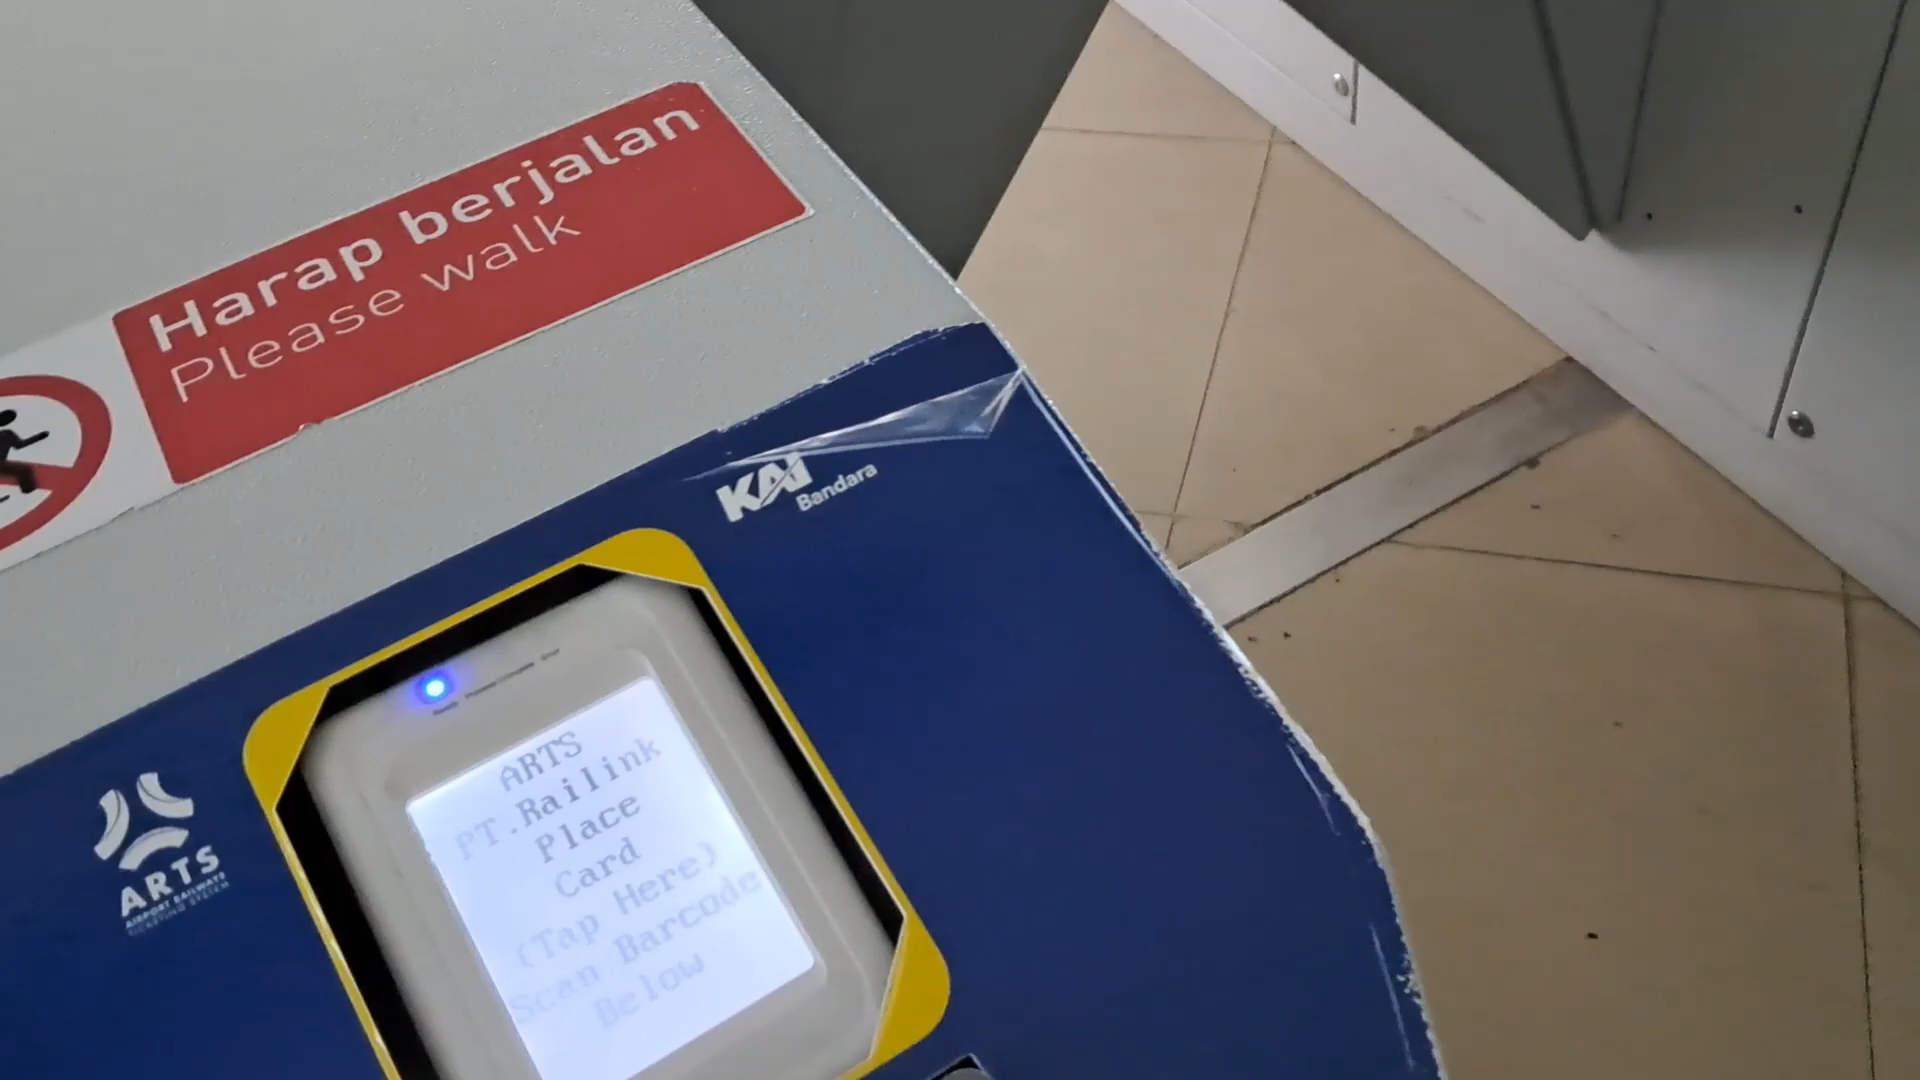 Harap berjalan
Please walk
KAI Bandara
ARTS
AIRPORT RAILWAYS
TICKETING SYSTEM
ARTS
PT.Railink
Place
Card
(Tap Here)
Scan Barcode
Below